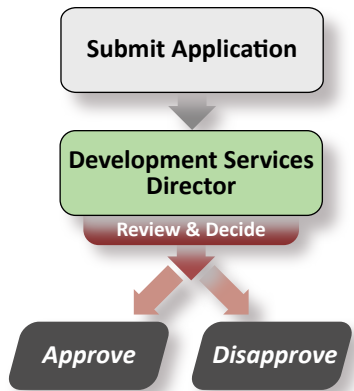 Submit Application
Development Services
Director
Review & Decide
Approve
Disapprove